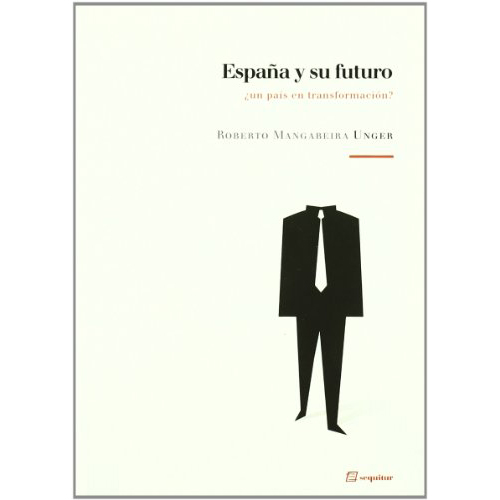 España y su futuro
¿un país en transformación?
ROBERTO MANGABEIRA UNGER
sequitur